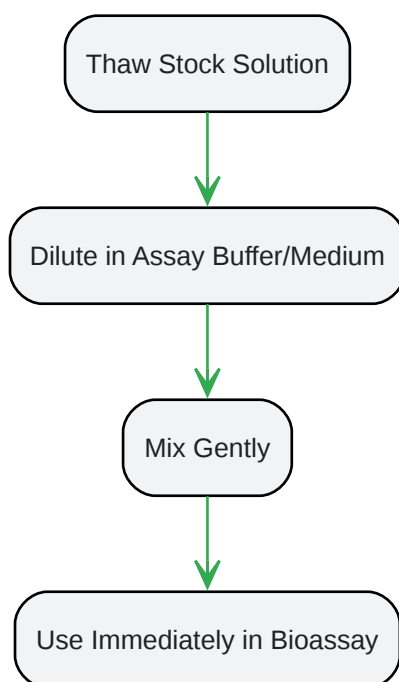 Thaw Stock Solution
Dilute in Assay Buffer/Medium
Mix Gently
Use Immediately in Bioassay